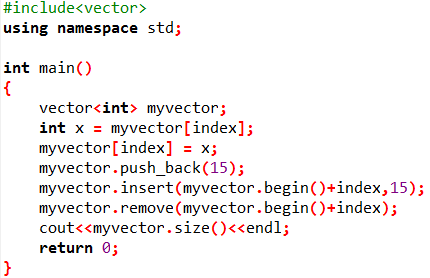 #include<vector>
using namespace std;
int main()
{
vector<int> myvector;
int x = myvector[index];
myvector[index] = x;
myvector.push_back(15);
myvector.insert(myvector.begin()+index,15);
myvector.remove(myvector.begin()+index);
cout<<myvector.size()<<endl;
return 0;
}